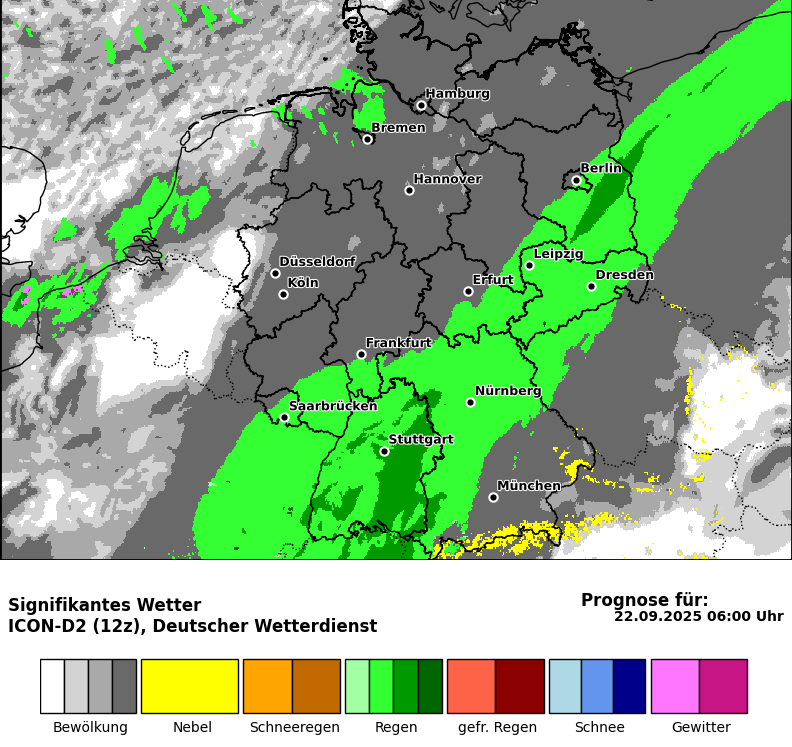 Hamburg
Bremen
Berlin
Hannover
Leipzig
Düsseldorf
Dresden
Köln
Erfurt
Frankfurt
Nürnberg
Saarbrücken
Stuttgart
München
Signifikantes Wetter
ICON-D2 (12z), Deutscher Wetterdienst
Prognose für:
22.09.2025 06:00 Uhr
Bewölkung Nebel Schneeregen Regen gefr. Regen Schnee Gewitter